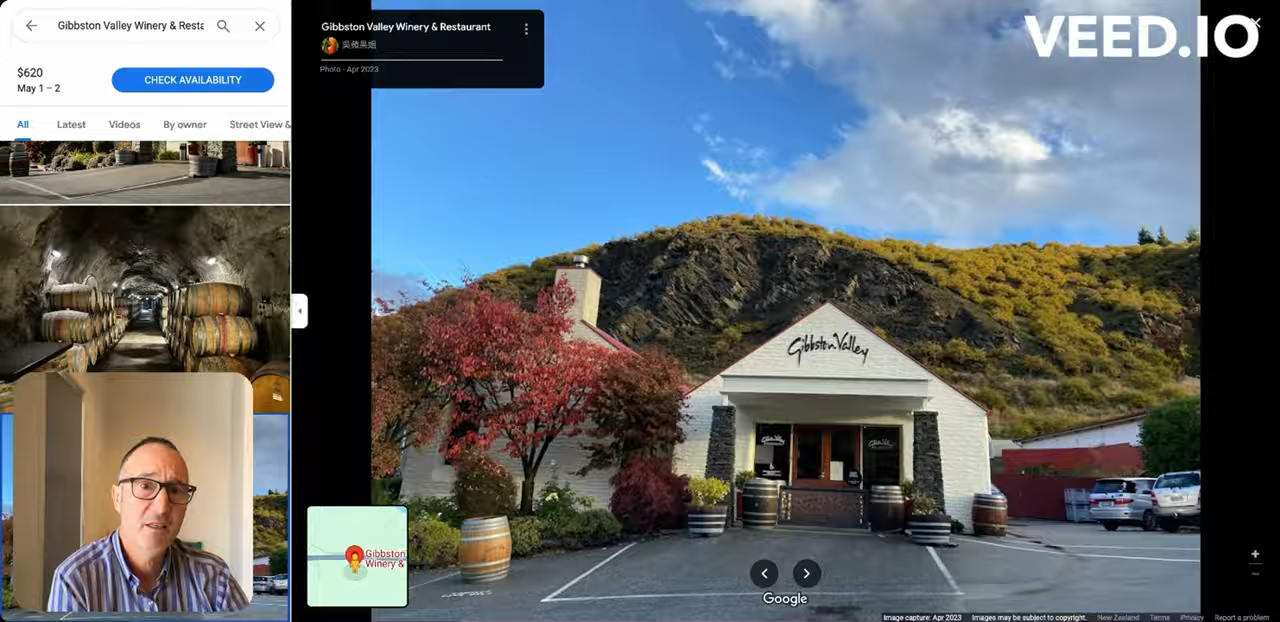 Gibbston Valley Winery & Resta
$620
May 1 – 2
CHECK AVAILABILITY
All
Latest
Videos
By owner
Street View &
Gibbston Valley Winery & Restaurant
Photo - Apr 2023
VEED.IO
Gibbston Valley
Gibbston
Winery &
Google
Image capture: Apr 2023
Images may be subject to copyright.
New Zealand
Terms
Privacy
Report a problem